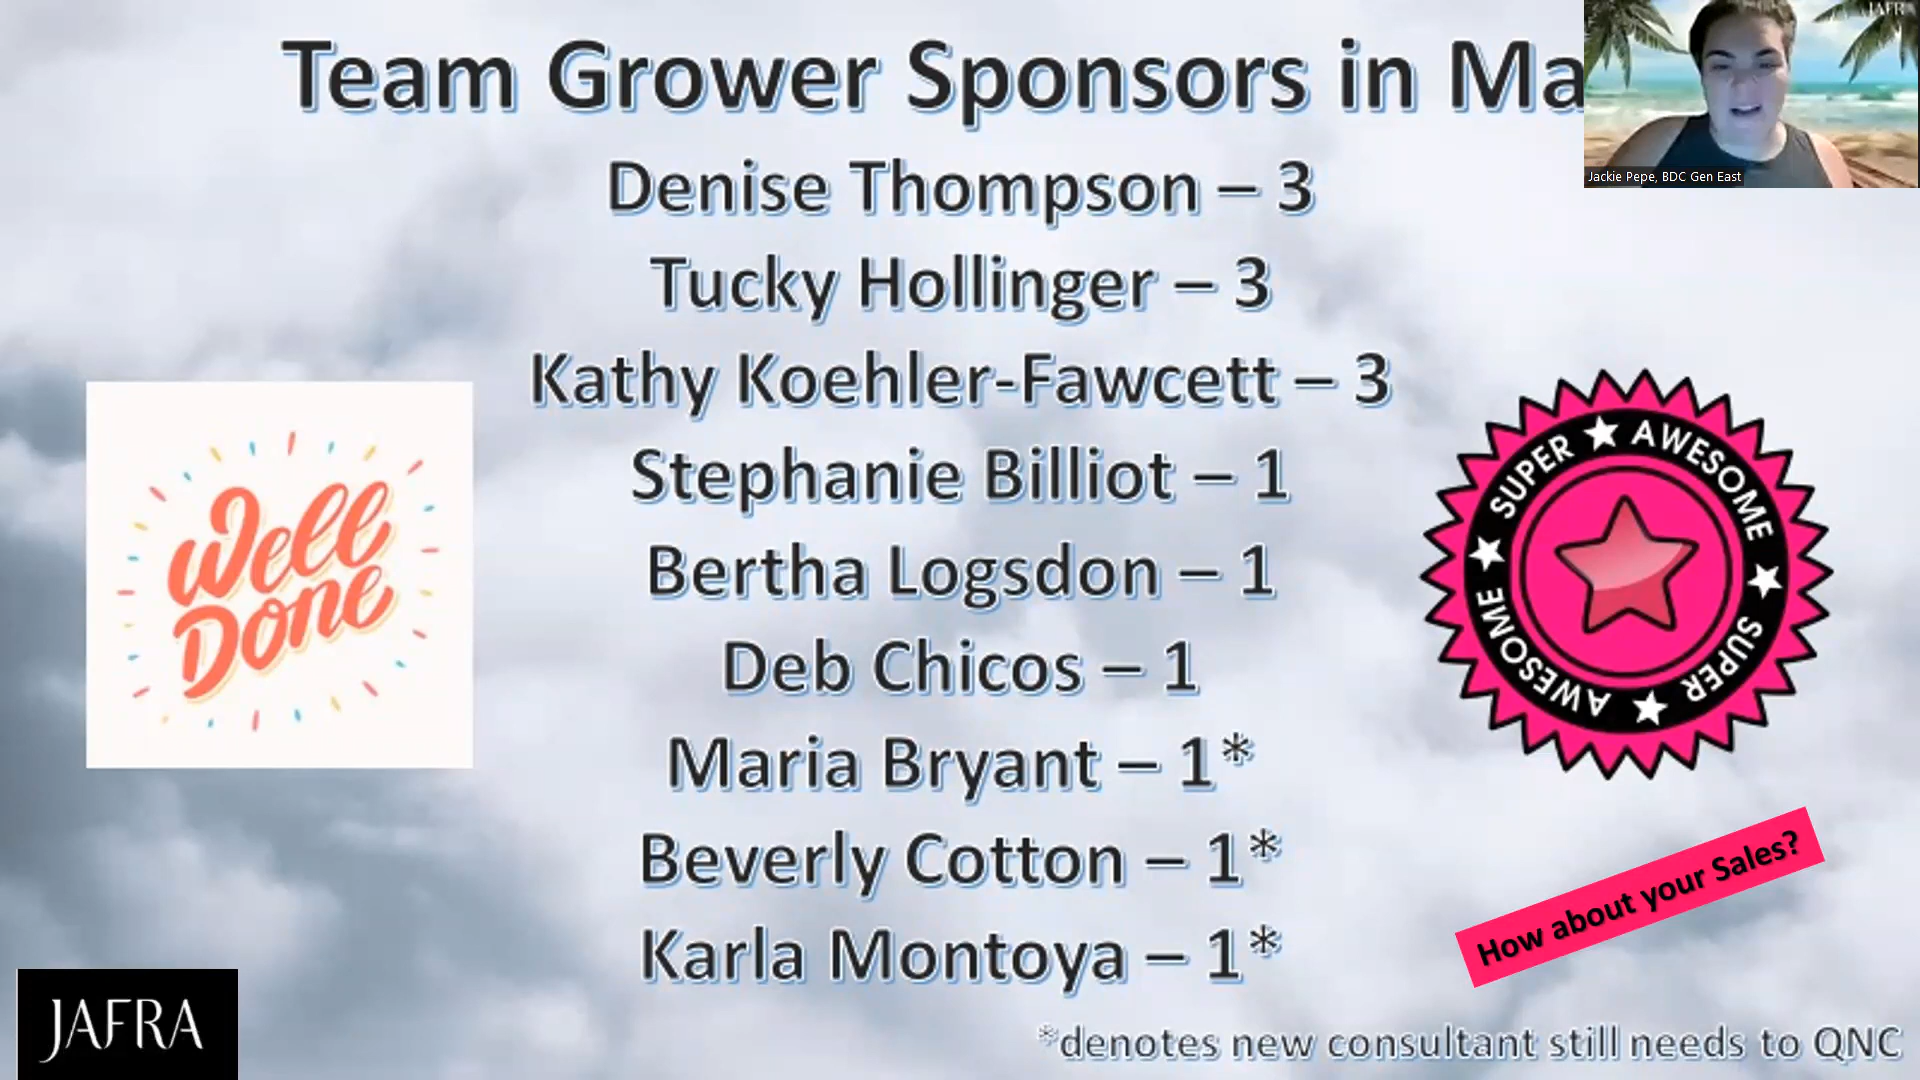 Team Grower Sponsors in Ma
JAFRA
Jackie Pepe, BDC Gen East
Denise Thompson – 3
Tucky Hollinger – 3
Kathy Koehler-Fawcett – 3
Stephanie Billiot – 1
Bertha Logsdon – 1
Deb Chicos – 1
Maria Bryant – 1*
Beverly Cotton – 1*
Karla Montoya – 1*
Well
Done
SUPER ★ AWESOME ★ SUPER ★ AWESOME ★
How about your Sales?
JAFRA
*denotes new consultant still needs to QNC